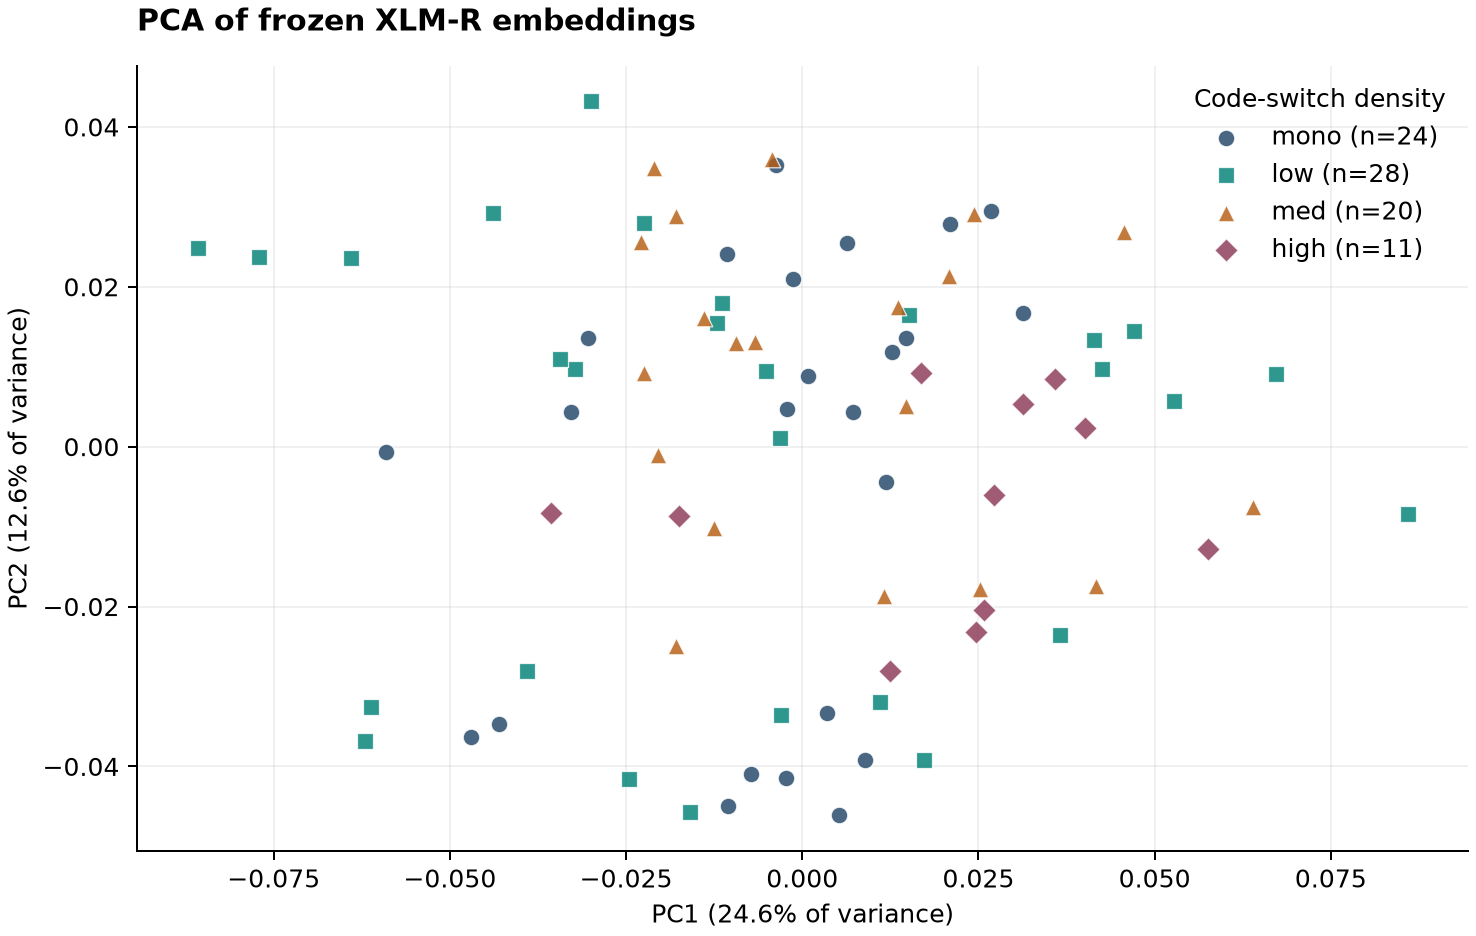 PCA of frozen XLM-R embeddings
Code-switch density
mono (n=24)
low (n=28)
med (n=20)
high (n=11)
PC2 (12.6% of variance)
0.04
0.02
0.00
−0.02
−0.04
−0.075
−0.050
−0.025
0.000
0.025
0.050
0.075
PC1 (24.6% of variance)